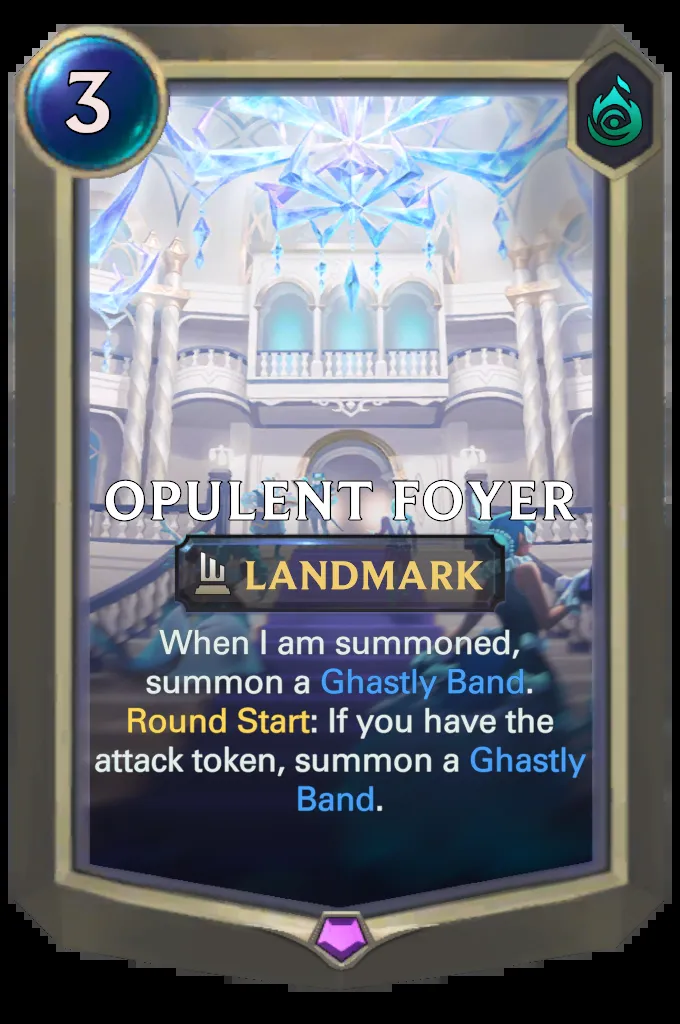 3
OPULENT FOYER
LANDMARK
When I am summoned,
summon a Ghastly Band.
Round Start: If you have the
attack token, summon a Ghastly
Band.